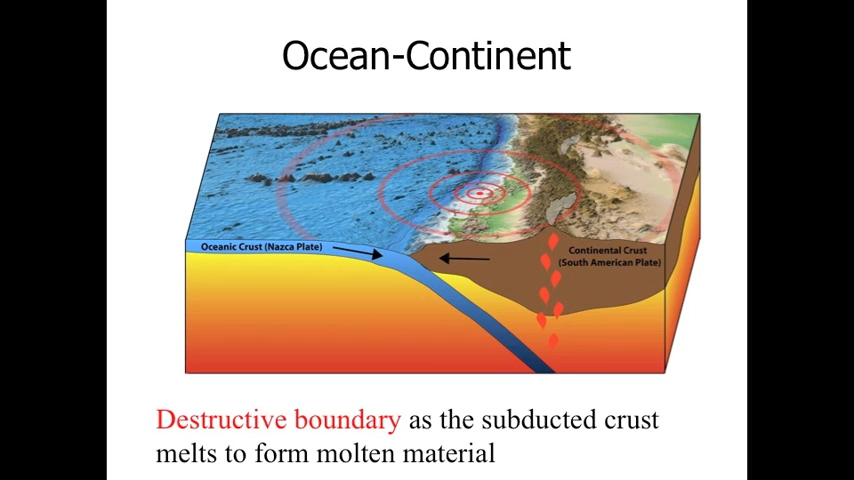 Ocean-Continent
Oceanic Crust (Nazca Plate)
Continental Crust
(South American Plate)
Destructive boundary as the subducted crust
melts to form molten material